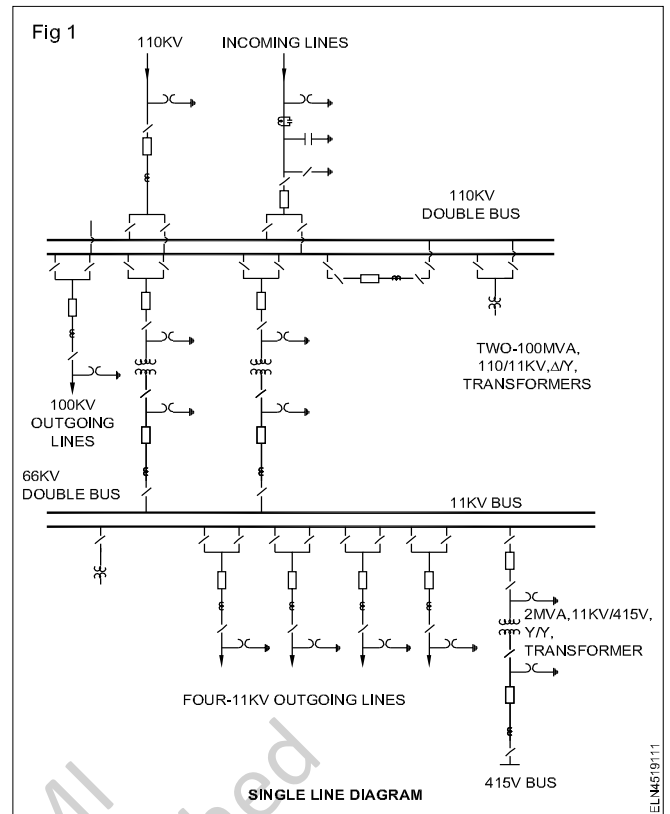 Fig 1
110KV
INCOMING LINES
110KV
DOUBLE BUS
TWO-100MVA,
110/11KV,Δ/Y,
TRANSFORMERS
100KV
OUTGOING
LINES
66KV
DOUBLE BUS
11KV BUS
2MVA,11KV/415V,
Y/Y,
TRANSFORMER
FOUR-11KV OUTGOING LINES
415V BUS
SINGLE LINE DIAGRAM
ELN4519111